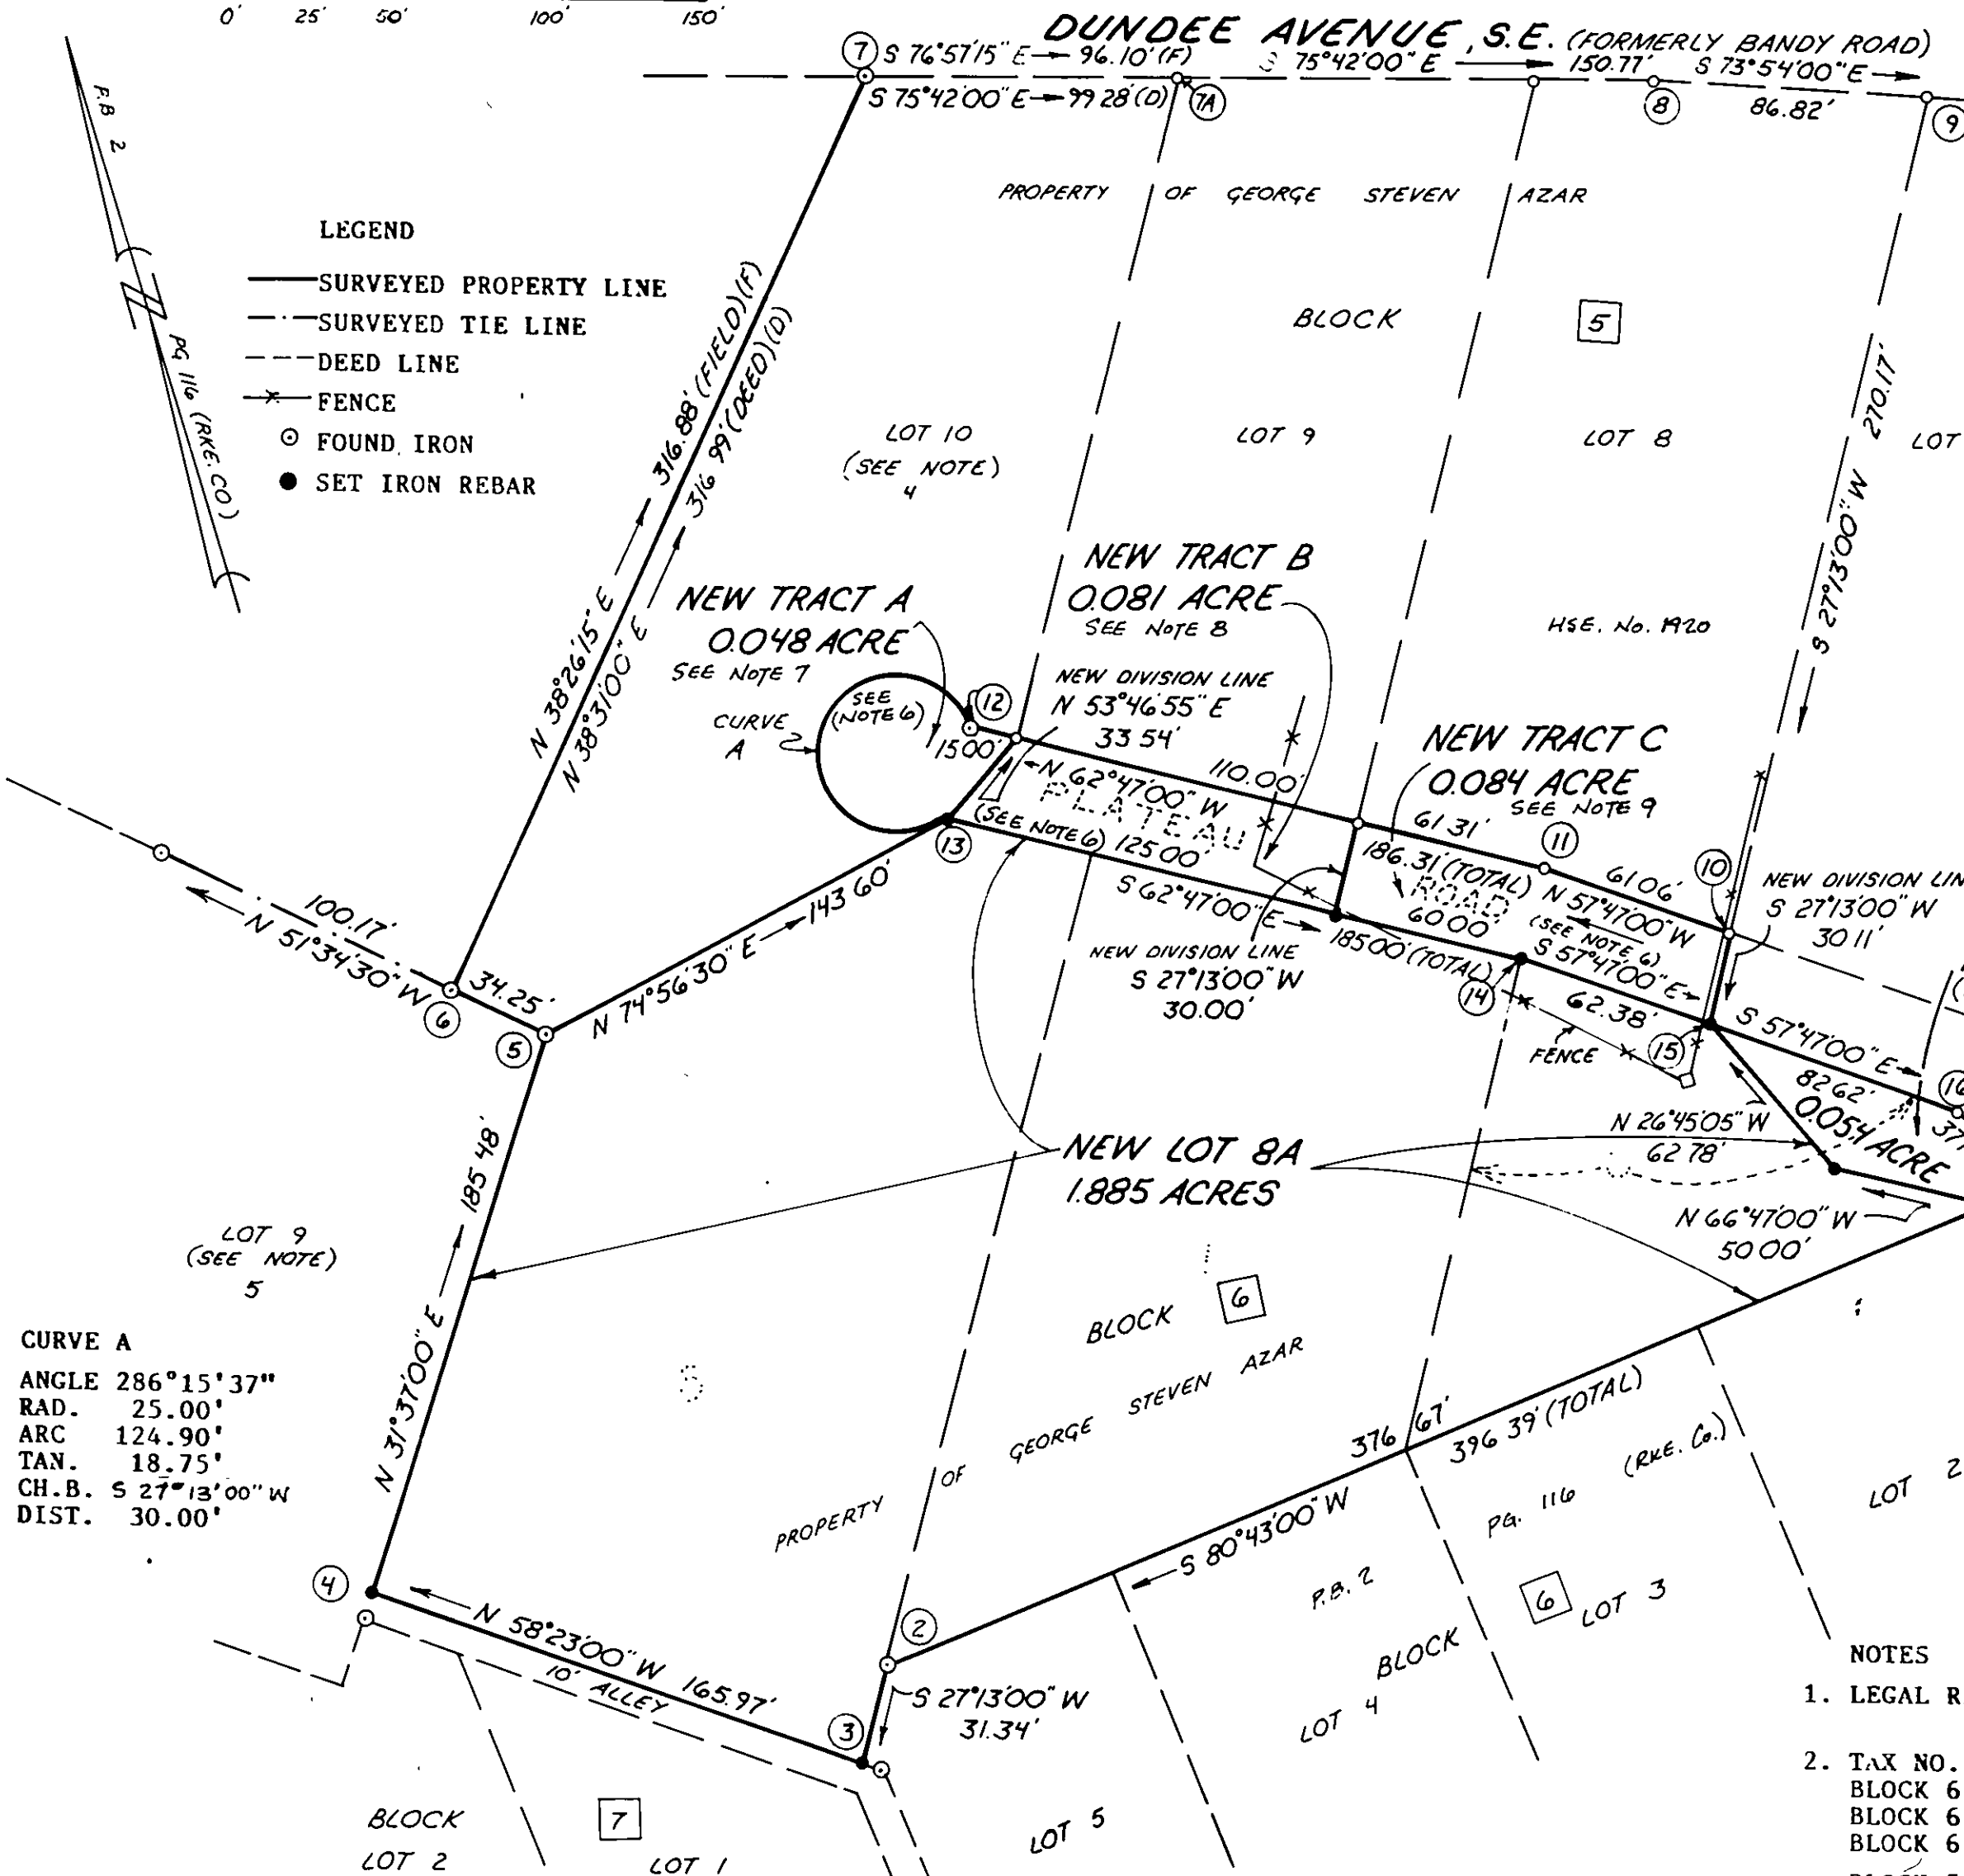 0' 25' 50' 100' 150'
DUNDEE AVENUE, S.E. (FORMERLY BANDY ROAD)
7 S 76°57'15" E 96.10' (F)
S 75°42'00" E 99.28' (D)
7A
S 75°42'00" E 150.77'
S 73°54'00" E
8
86.82'
9
P.B. 2
PG 116 (RKE. CO)
LEGEND
SURVEYED PROPERTY LINE
SURVEYED TIE LINE
DEED LINE
FENCE
FOUND IRON
SET IRON REBAR
PROPERTY OF GEORGE STEVEN AZAR
BLOCK 5
LOT 10
(SEE NOTE)
4
LOT 9
LOT 8
LOT
HSE. No. 1920
S 27°13'00" W 270.17'
N 38°26'15" E 316.88' (FIELD)(F)
N 38°31'00" E 316.99' (DEED)(D)
NEW TRACT A
0.048 ACRE
SEE NOTE 7
NEW TRACT B
0.081 ACRE
SEE NOTE 8
NEW TRACT C
0.084 ACRE
SEE NOTE 9
CURVE
A
SEE
(NOTE 6)
12
15.00'
NEW DIVISION LINE
N 53°46'55" E
33.54'
110.00'
N 62°47'00" W
PLATEAU
(SEE NOTE 6) 125.00'
13
S 62°47'00" E
61.31'
11
186.31' (TOTAL)
ROAD
60.00'
61.06'
10
N 57°47'00" W
(SEE NOTE 6)
S 57°47'00" E
NEW DIVISION LIN
S 27°13'00" W
30.11'
NEW DIVISION LINE
S 27°13'00" W
30.00'
185.00' (TOTAL)
14
62.38'
FENCE
15
S 57°47'00" E
82.62'
16
37
0.054 ACRE
N 26°45'05" W
62.78'
N 66°47'00" W
50.00'
100.17'
N 51°34'30" W
6
34.25'
5
N 74°56'30" E 143.60'
NEW LOT 8A
1.885 ACRES
N 31°37'00" E 185.48'
LOT 9
(SEE NOTE)
5
BLOCK 6
PROPERTY OF GEORGE STEVEN AZAR
CURVE A
ANGLE 286°15'37"
RAD. 25.00'
ARC 124.90'
TAN. 18.75'
CH.B. S 27°13'00" W
DIST. 30.00'
376.67'
396.39' (TOTAL)
S 80°43'00" W
P.B. 2 PG. 116 (RKE. Co.)
BLOCK 6
LOT 2
LOT 3
LOT 4
LOT 5
4
N 58°23'00" W 165.97'
10' ALLEY
2
S 27°13'00" W
31.34'
3
BLOCK 7
LOT 2
LOT 1
NOTES
1. LEGAL R
2. TAX NO.
BLOCK 6
BLOCK 6
BLOCK 6